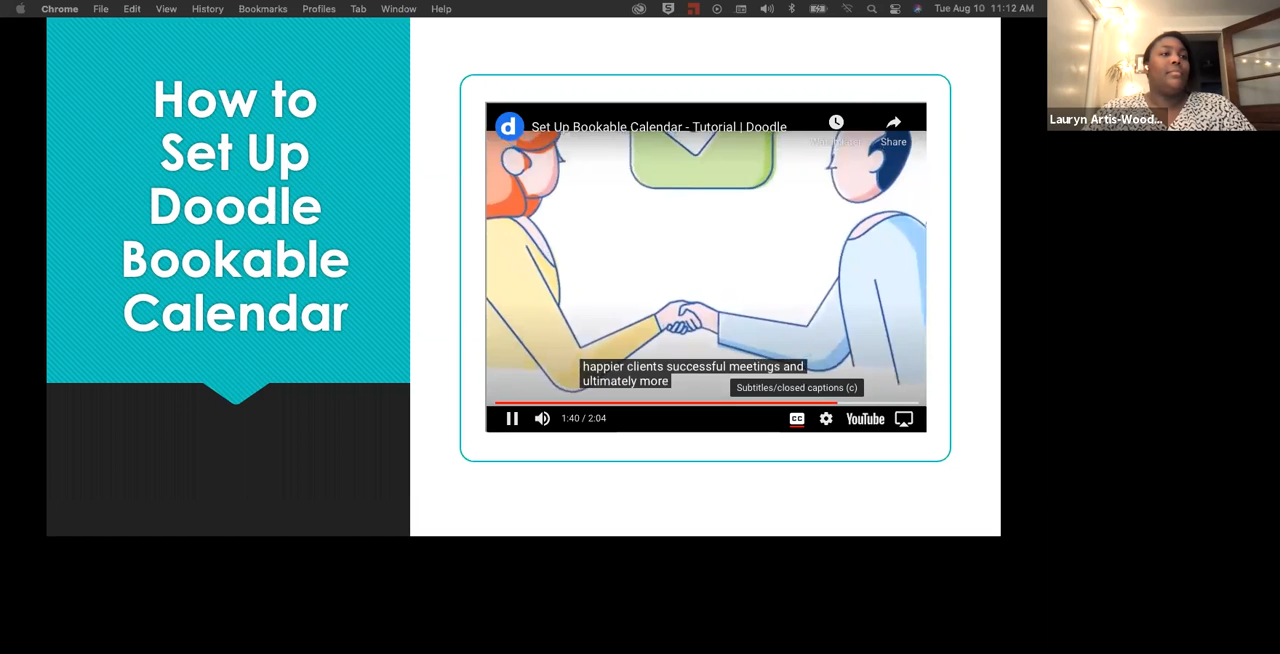 Chrome File Edit View History Bookmarks Profiles Tab Window Help
Tue Aug 10 11:12 AM
Lauryn Artis-Wood...
How to
Set Up
Doodle
Bookable
Calendar
d
Set Up Bookable Calendar - Tutorial | Doodle
Share
happier clients successful meetings and
ultimately more
Subtitles/closed captions (c)
1:40 / 2:04
CC
YouTube